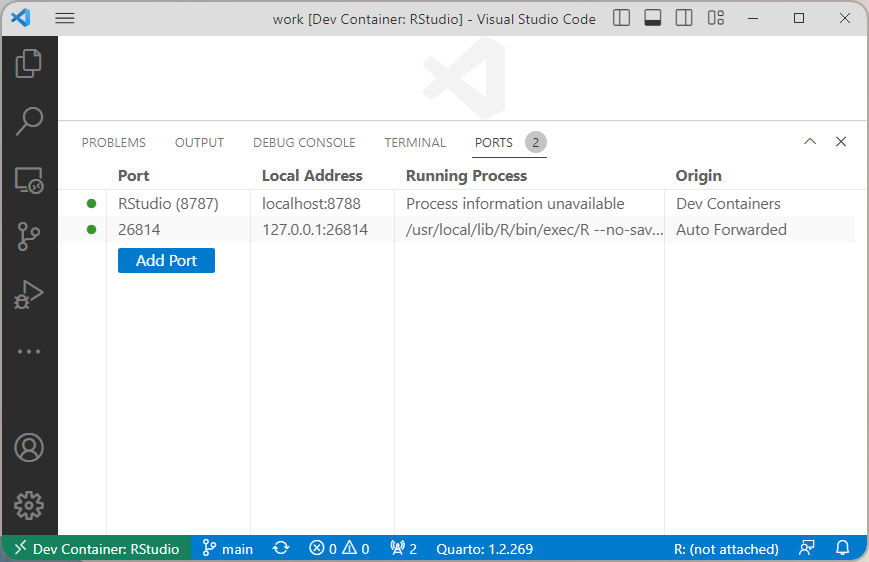 work [Dev Container: RStudio] - Visual Studio Code
PROBLEMS OUTPUT DEBUG CONSOLE TERMINAL PORTS 2
Port Local Address Running Process Origin
RStudio (8787) localhost:8788 Process information unavailable Dev Containers
26814 127.0.0.1:26814 /usr/local/lib/R/bin/exec/R --no-sav... Auto Forwarded
Add Port
Dev Container: RStudio main 0 0 2 Quarto: 1.2.269 R: (not attached)